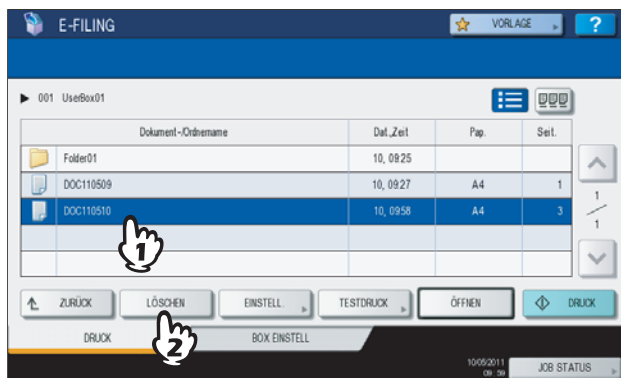 E-FILING VORLAGE ?
001 UserBox01
Dokument-/Ordnername Dat.,Zeit Pap. Seit.
Folder01 10, 09:25
DOC110509 10, 09:27 A4 1
DOC110510 10, 09:58 A4 3
1
1
1
ZURÜCK LÖSCHEN EINSTELL. TESTDRUCK ÖFFNEN DRUCK
2
DRUCK BOX EINSTELL
10/05/2011
09 : 59
JOB STATUS